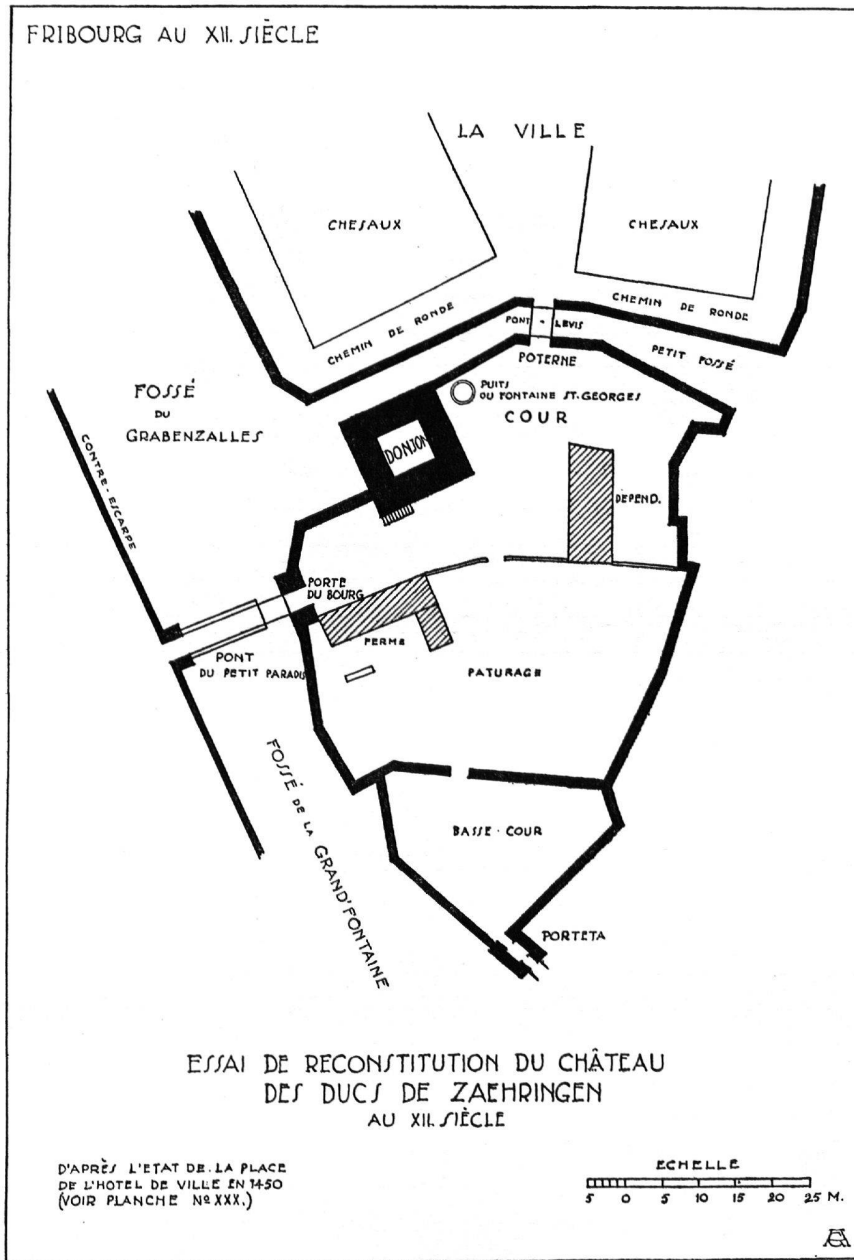 FRIBOURG AU XII. SIÈCLE
LA VILLE
CHESAUX
CHESAUX
CHEMIN DE RONDE
CHEMIN DE RONDE
PONT - LEVIS
POTERNE
PETIT FOSSÉ
FOSSÉ
DU
GRABENZALLES
PUITS
OU FONTAINE ST. GEORGES
COUR
DONJON
CONTRE-ESCARPE
DÉPEND.
PORTE
DU BOURG
FERME
PONT
DU PETIT PARADIS
PATURAGE
FOSSÉ DE LA GRAND'FONTAINE
BASSE-COUR
PORTETA
ESSAI DE RECONSTITUTION DU CHÂTEAU
DES DUCS DE ZAEHRINGEN
AU XII. SIÈCLE
D'APRÈS L'ETAT DE LA PLACE
DE L'HOTEL DE VILLE EN 1450
(VOIR PLANCHE No XXX.)
ECHELLE
5 0 5 10 15 20 25 M.